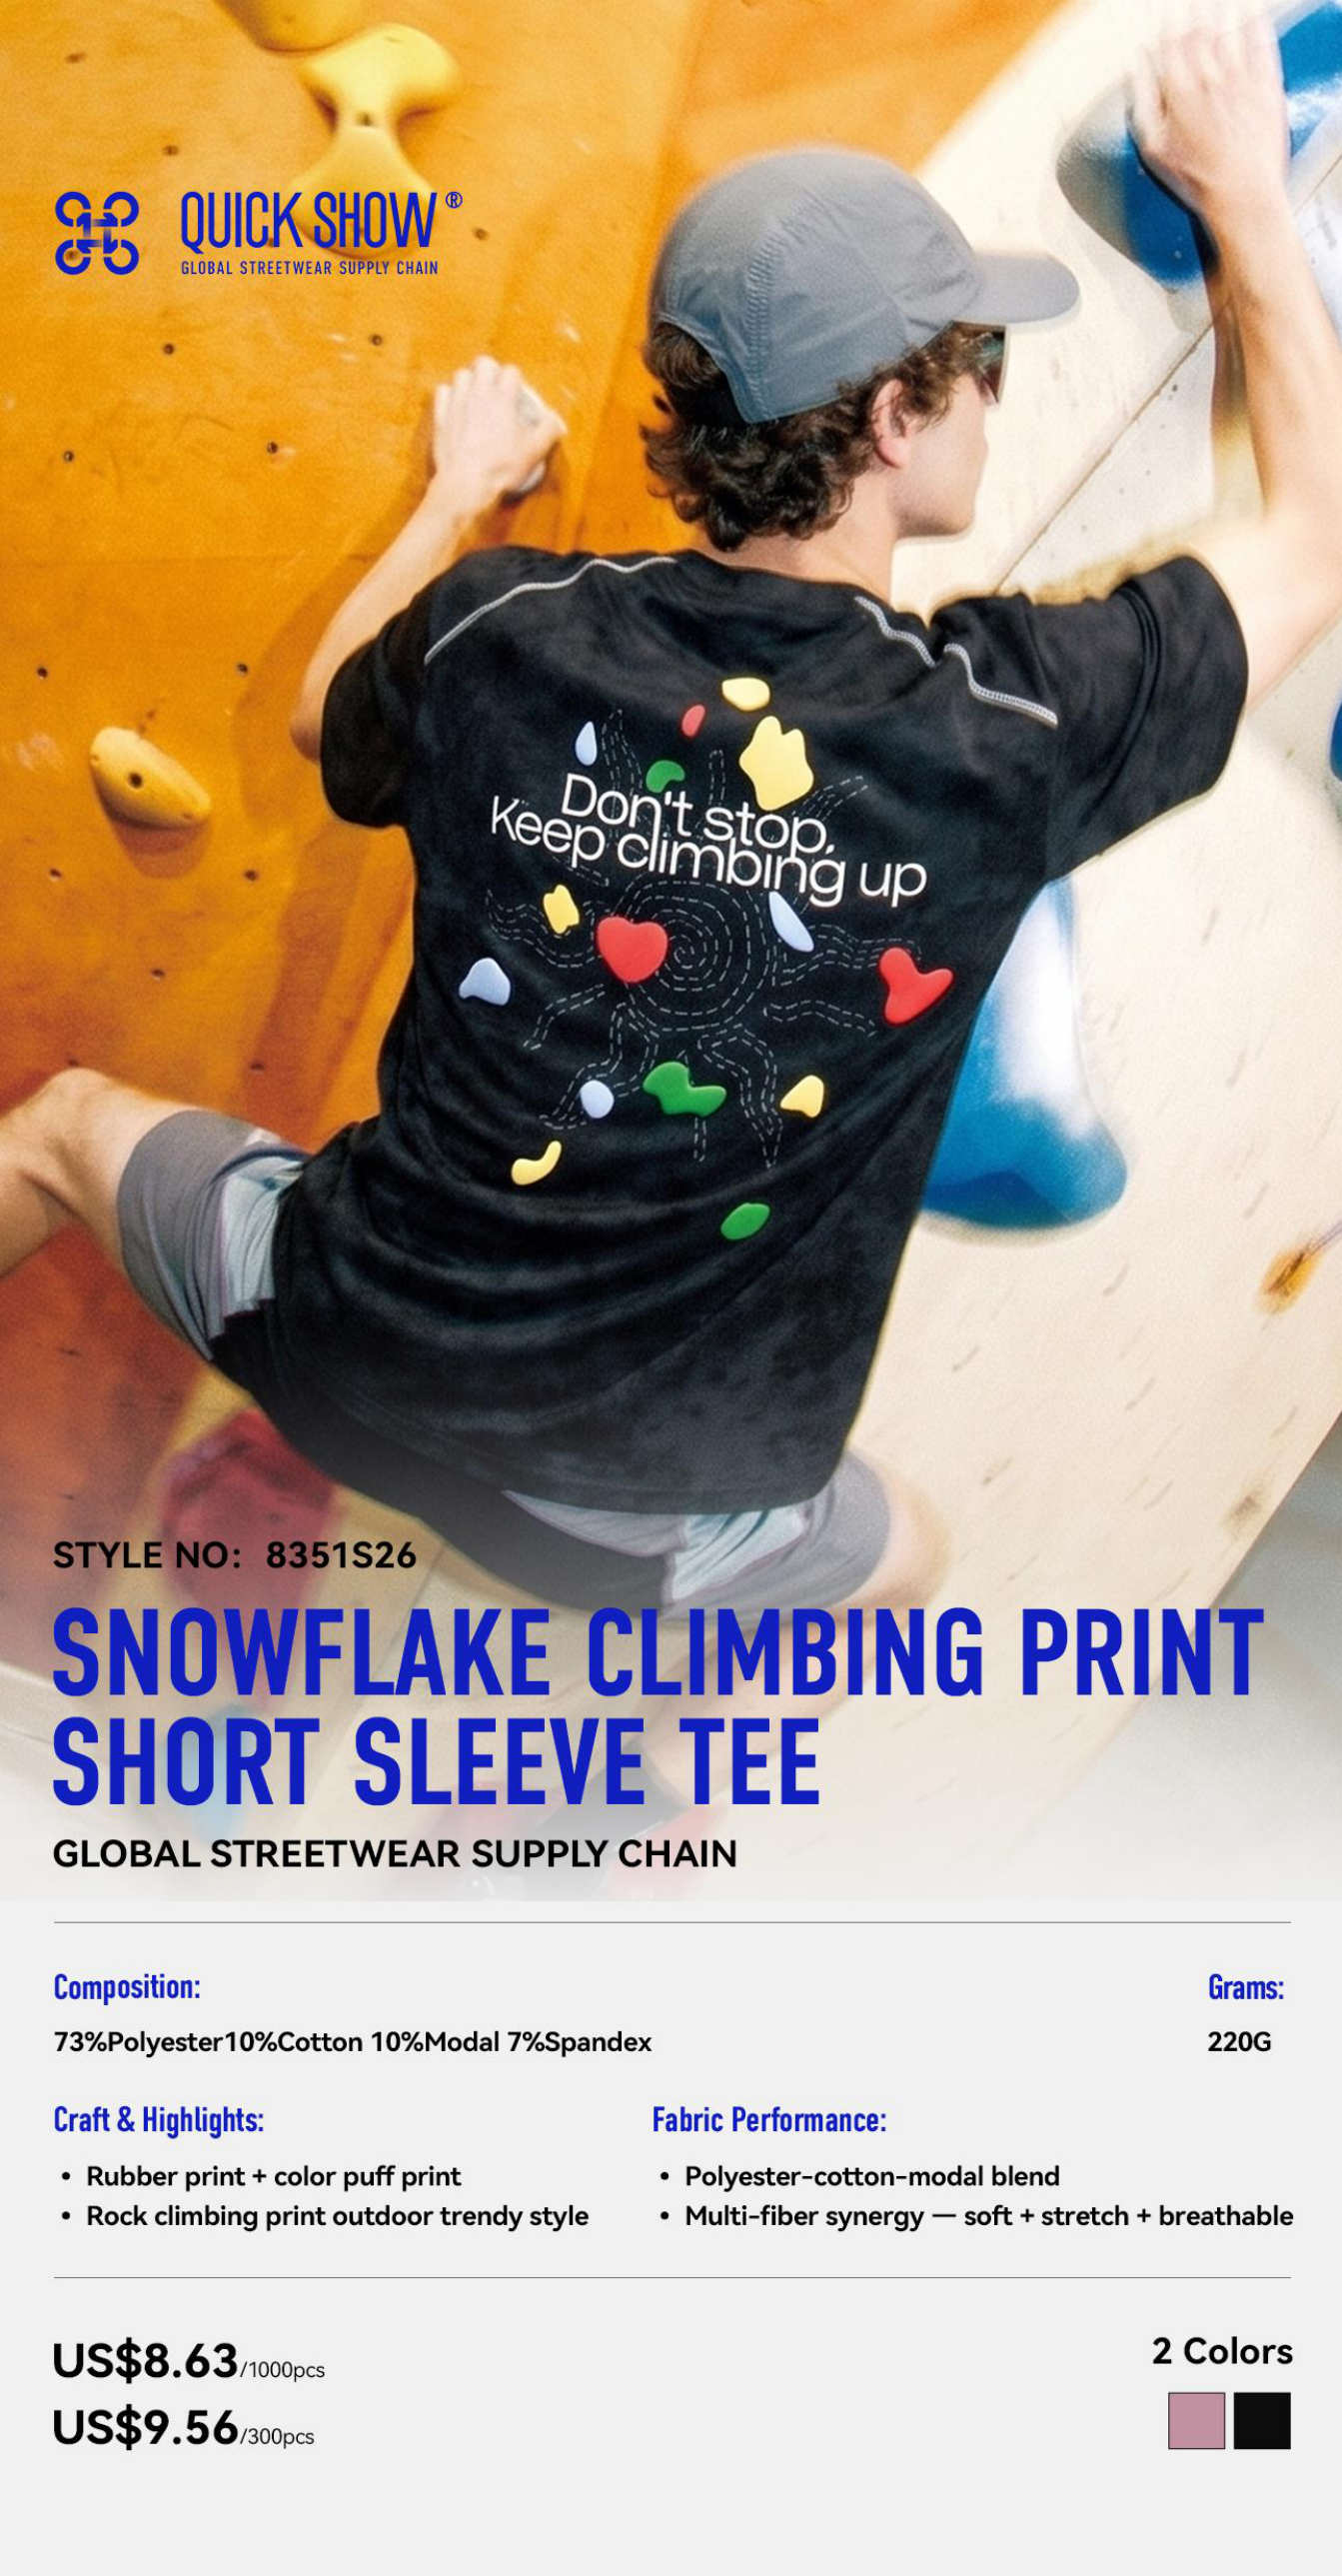 QUICK SHOW ®
GLOBAL STREETWEAR SUPPLY CHAIN
Don't stop,
Keep climbing up
STYLE NO: 8351S26
SNOWFLAKE CLIMBING PRINT
SHORT SLEEVE TEE
GLOBAL STREETWEAR SUPPLY CHAIN
Composition:
73%Polyester10%Cotton 10%Modal 7%Spandex
Grams:
220G
Craft & Highlights:
• Rubber print + color puff print
• Rock climbing print outdoor trendy style
Fabric Performance:
• Polyester-cotton-modal blend
• Multi-fiber synergy — soft + stretch + breathable
US$8.63/1000pcs
US$9.56/300pcs
2 Colors